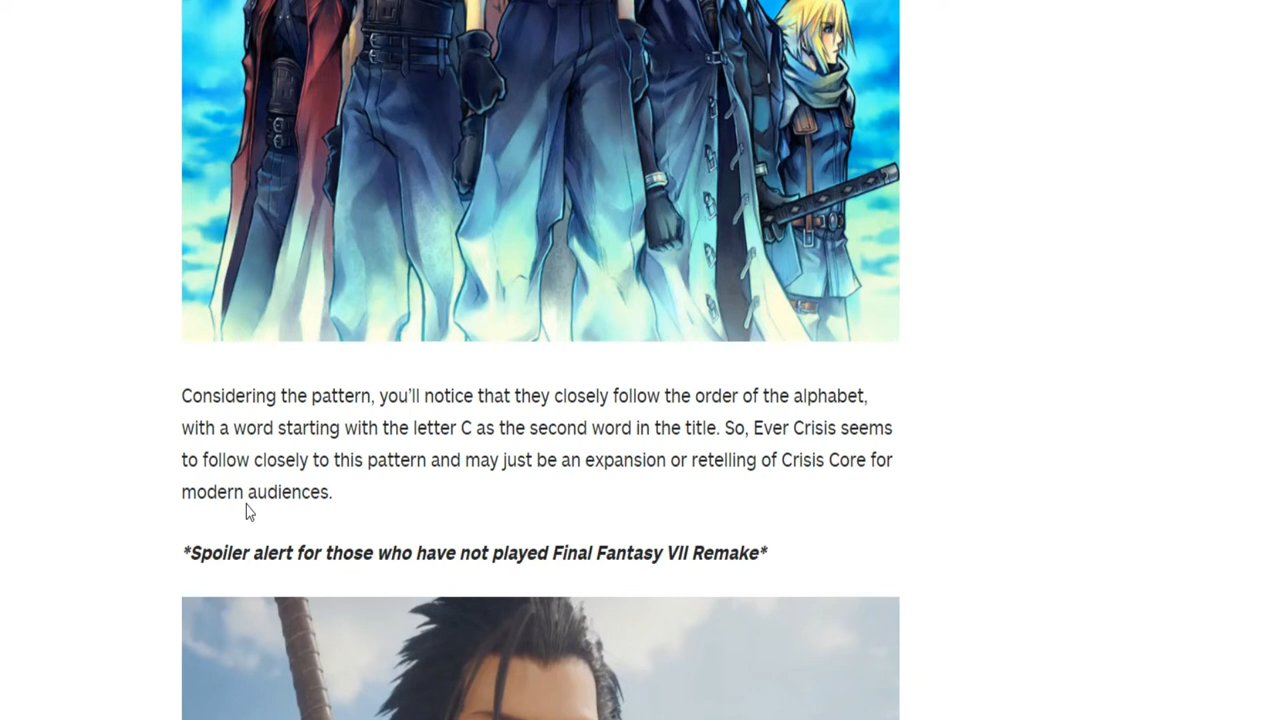 Considering the pattern, you’ll notice that they closely follow the order of the alphabet,
with a word starting with the letter C as the second word in the title. So, Ever Crisis seems
to follow closely to this pattern and may just be an expansion or retelling of Crisis Core for
modern audiences.
*Spoiler alert for those who have not played Final Fantasy VII Remake*